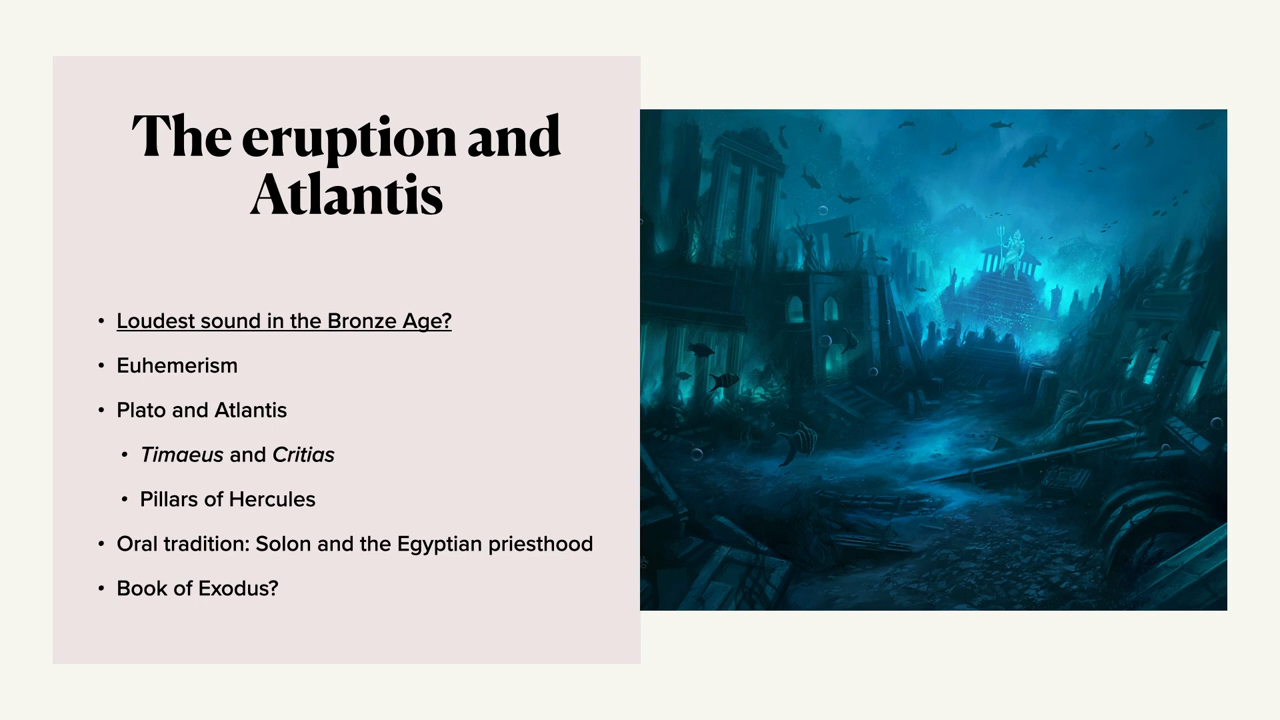 The eruption and
Atlantis
• Loudest sound in the Bronze Age?
• Euhemerism
• Plato and Atlantis
• Timaeus and Critias
• Pillars of Hercules
• Oral tradition: Solon and the Egyptian priesthood
• Book of Exodus?